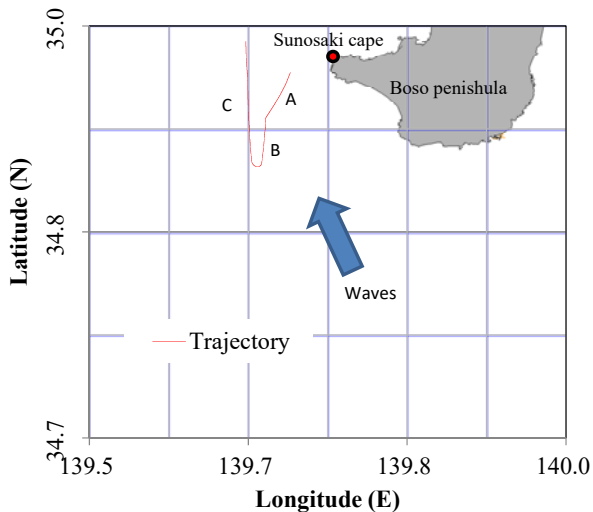 35.0
Sunosaki cape
Boso penishula
A
C
B
34.8
Waves
Trajectory
34.7
139.5
139.7
139.8
140.0
Latitude (N)
Longitude (E)